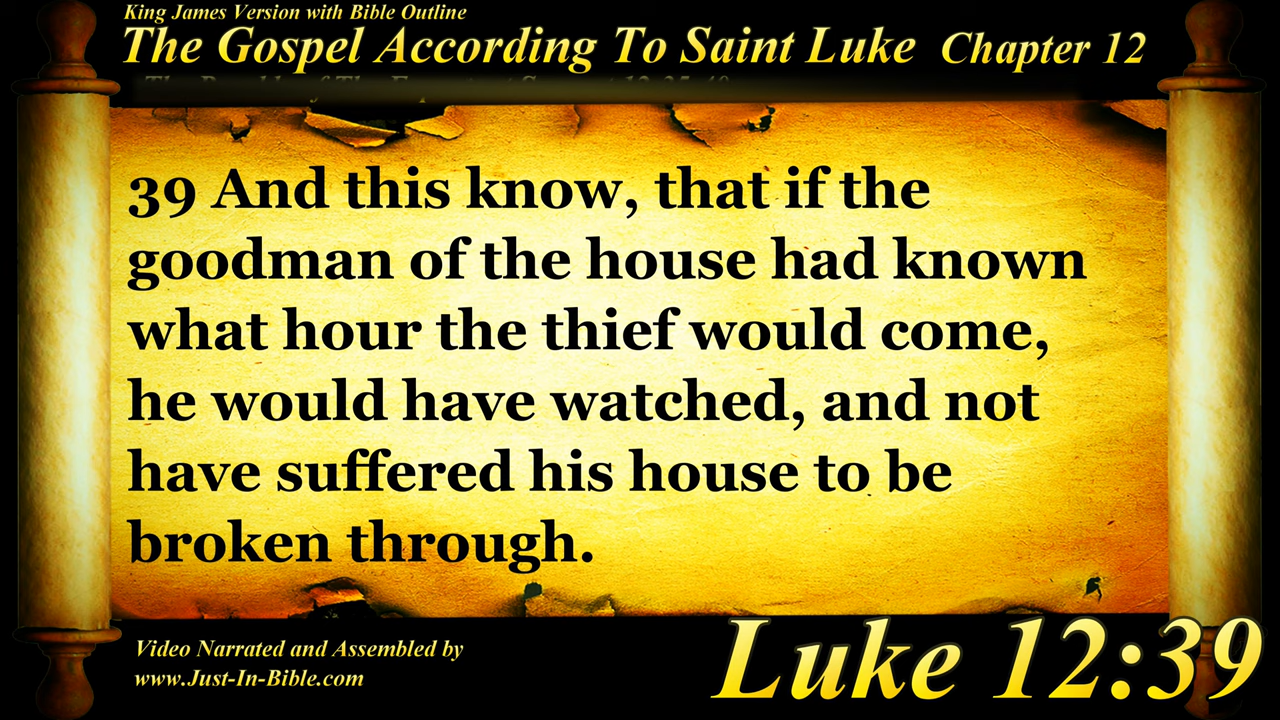 King James Version with Bible Outline
The Gospel According To Saint Luke Chapter 12
39 And this know, that if the
goodman of the house had known
what hour the thief would come,
he would have watched, and not
have suffered his house to be
broken through.
Video Narrated and Assembled by
www.Just-In-Bible.com
Luke 12:39